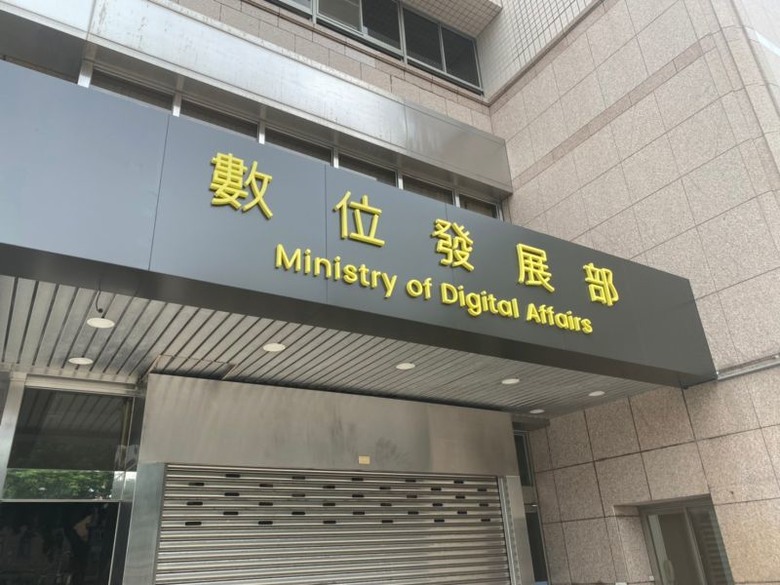 數位發展部
Ministry of Digital Affairs